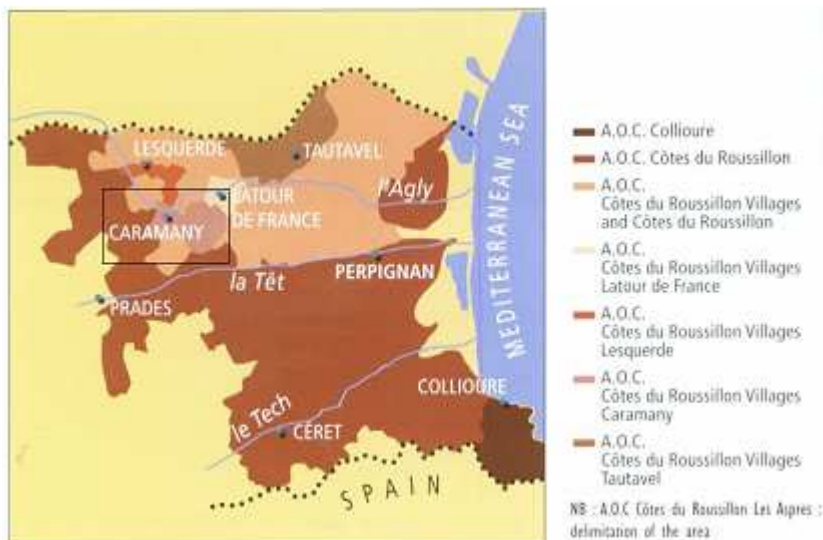 LESQUERDE
TAUTAVEL
LATOUR
DE FRANCE
l'Agly
CARAMANY
la Têt
PERPIGNAN
PRADES
MEDITERRANEAN SEA
COLLIOURE
le Tech
CÉRET
SPAIN
A.O.C. Collioure
A.O.C. Côtes du Roussillon
A.O.C.
Côtes du Roussillon Villages
and Côtes du Roussillon
A.O.C.
Côtes du Roussillon Villages
Latour de France
A.O.C.
Côtes du Roussillon Villages
Lesquerde
A.O.C.
Côtes du Roussillon Villages
Caramany
A.O.C.
Côtes du Roussillon Villages
Tautavel
NB : A.O.C Côtes du Roussillon Les Aspres :
delimitation of the area